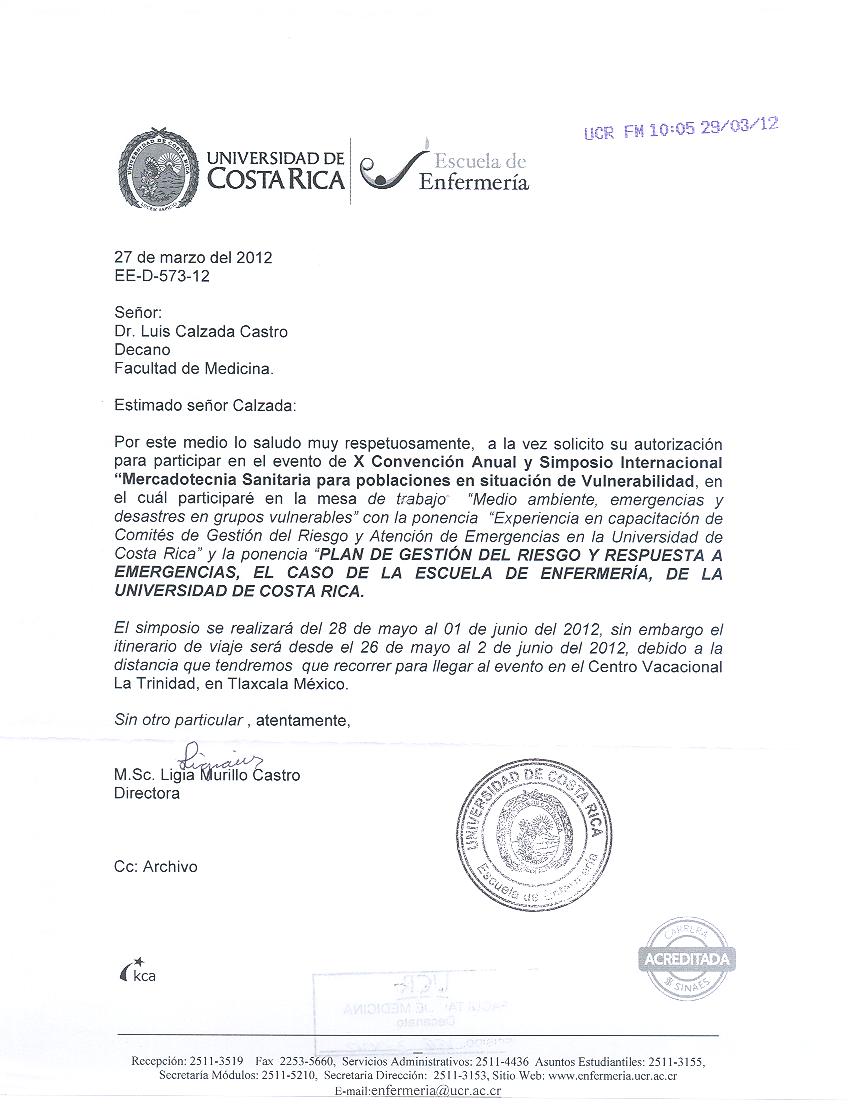 UCR FM 10:05 29/03/12
UNIVERSIDAD DE
COSTA RICA
Escuela de
Enfermería
27 de marzo del 2012
EE-D-573-12
Señor:
Dr. Luis Calzada Castro
Decano
Facultad de Medicina.
Estimado señor Calzada:
Por este medio lo saludo muy respetuosamente, a la vez solicito su autorización
para participar en el evento de X Convención Anual y Simposio Internacional
“Mercadotecnia Sanitaria para poblaciones en situación de Vulnerabilidad, en
el cuál participaré en la mesa de trabajo “Medio ambiente, emergencias y
desastres en grupos vulnerables” con la ponencia “Experiencia en capacitación de
Comités de Gestión del Riesgo y Atención de Emergencias en la Universidad de
Costa Rica” y la ponencia “PLAN DE GESTIÓN DEL RIESGO Y RESPUESTA A
EMERGENCIAS, EL CASO DE LA ESCUELA DE ENFERMERÍA, DE LA
UNIVERSIDAD DE COSTA RICA.
El simposio se realizará del 28 de mayo al 01 de junio del 2012, sin embargo el
itinerario de viaje será desde el 26 de mayo al 2 de junio del 2012, debido a la
distancia que tendremos que recorrer para llegar al evento en el Centro Vacacional
La Trinidad, en Tlaxcala México.
Sin otro particular , atentamente,
M.Sc. Ligia Murillo Castro
Directora
UNIVERSIDAD DE COSTA RICA
Escuela de Enfermería
Cc: Archivo
kca
CARRERA
ACREDITADA
SINAES
UCR
FACULTAD DE MEDICINA
Decanato
Recepción: 2511-3519 Fax 2253-5660, Servicios Administrativos: 2511-4436 Asuntos Estudiantiles: 2511-3155,
Secretaría Módulos: 2511-5210, Secretaria Dirección: 2511-3153, Sitio Web: www.enfermeria.ucr.ac.cr
E-mail:enfermeria@ucr.ac.cr